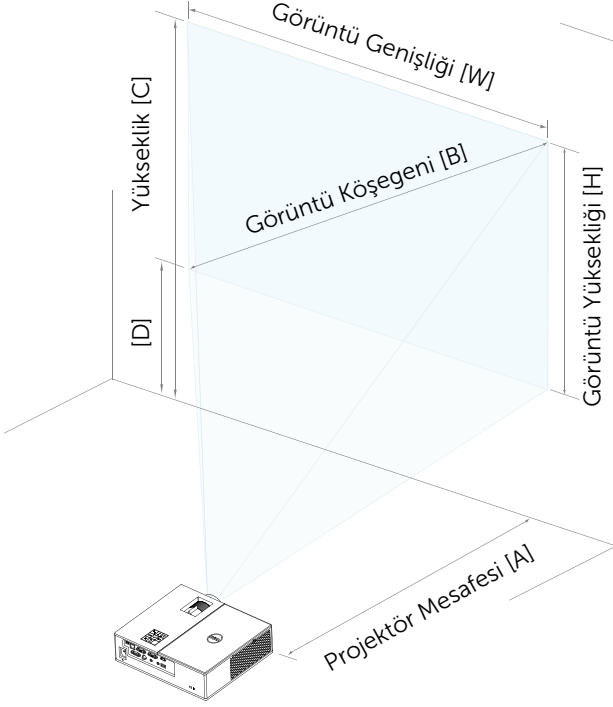 Görüntü Genişliği [W]
Yükseklik [C]
Görüntü Köşegeni [B]
Görüntü Yüksekliği [H]
[D]
Projektör Mesafesi [A]